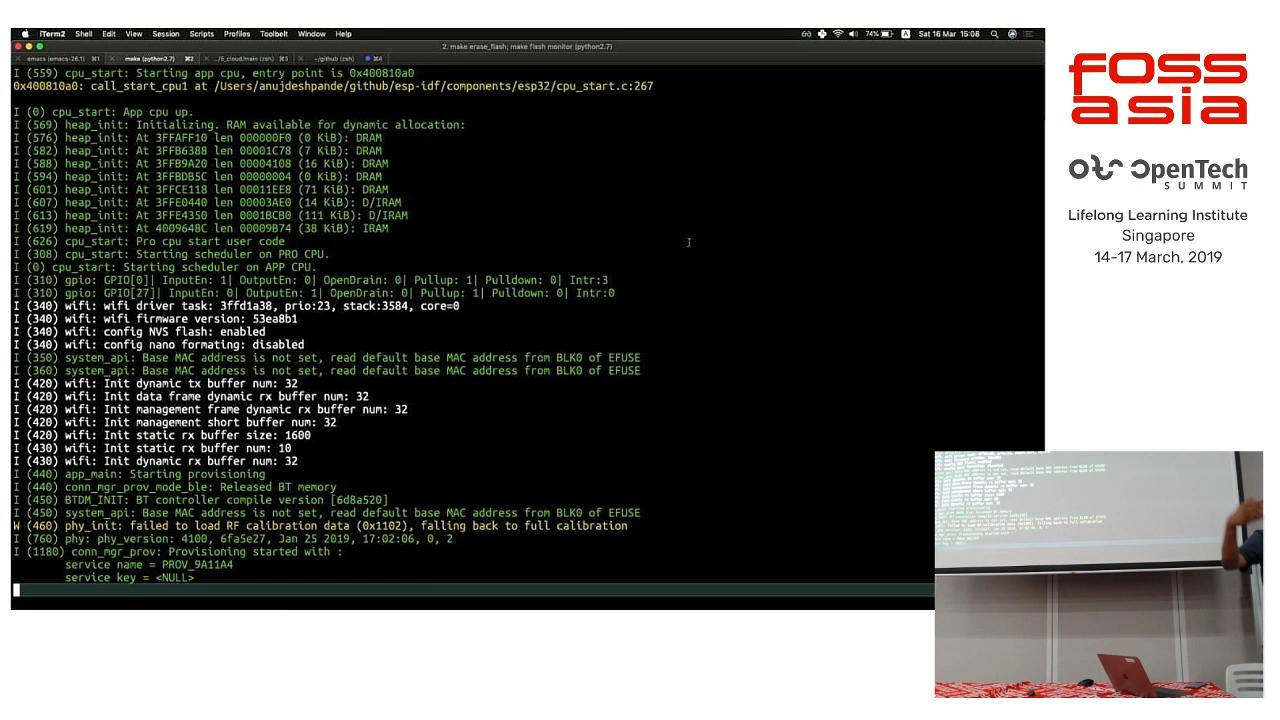 iTerm2 Shell Edit View Session Scripts Profiles Toolbelt Window Help
74% Sat 16 Mar 15:08
2. make erase_flash; make flash monitor (python2.7)
emacs (emacs-26.1) ⌘1 make (python2.7) ⌘2 ../5_cloud/main (zsh) ⌘3 ~/github (zsh) ⌘4
I (559) cpu_start: Starting app cpu, entry point is 0x400810a0
0x400810a0: call_start_cpu1 at /Users/anujdeshpande/github/esp-idf/components/esp32/cpu_start.c:267
I (0) cpu_start: App cpu up.
I (569) heap_init: Initializing. RAM available for dynamic allocation:
I (576) heap_init: At 3FFAFF10 len 000000F0 (0 KiB): DRAM
I (582) heap_init: At 3FFB6388 len 00001C78 (7 KiB): DRAM
I (588) heap_init: At 3FFB9A20 len 00004108 (16 KiB): DRAM
I (594) heap_init: At 3FFBDB5C len 00000004 (0 KiB): DRAM
I (601) heap_init: At 3FFCE118 len 00011EE8 (71 KiB): DRAM
I (607) heap_init: At 3FFE0440 len 00003AE0 (14 KiB): D/IRAM
I (613) heap_init: At 3FFE4350 len 0001BCB0 (111 KiB): D/IRAM
I (619) heap_init: At 4009648C len 00009B74 (38 KiB): IRAM
I (626) cpu_start: Pro cpu start user code
I (308) cpu_start: Starting scheduler on PRO CPU.
I (0) cpu_start: Starting scheduler on APP CPU.
I (310) gpio: GPIO[0]| InputEn: 1| OutputEn: 0| OpenDrain: 0| Pullup: 1| Pulldown: 0| Intr:3
I (310) gpio: GPIO[27]| InputEn: 0| OutputEn: 1| OpenDrain: 0| Pullup: 1| Pulldown: 0| Intr:0
I (340) wifi: wifi driver task: 3ffd1a38, prio:23, stack:3584, core=0
I (340) wifi: wifi firmware version: 53ea8b1
I (340) wifi: config NVS flash: enabled
I (340) wifi: config nano formating: disabled
I (350) system_api: Base MAC address is not set, read default base MAC address from BLK0 of EFUSE
I (360) system_api: Base MAC address is not set, read default base MAC address from BLK0 of EFUSE
I (420) wifi: Init dynamic tx buffer num: 32
I (420) wifi: Init data frame dynamic rx buffer num: 32
I (420) wifi: Init management frame dynamic rx buffer num: 32
I (420) wifi: Init management short buffer num: 32
I (420) wifi: Init static rx buffer size: 1600
I (430) wifi: Init static rx buffer num: 10
I (430) wifi: Init dynamic rx buffer num: 32
I (440) app_main: Starting provisioning
I (440) conn_mgr_prov_mode_ble: Released BT memory
I (450) BTDM_INIT: BT controller compile version [6d8a520]
I (450) system_api: Base MAC address is not set, read default base MAC address from BLK0 of EFUSE
W (460) phy_init: failed to load RF calibration data (0x1102), falling back to full calibration
I (760) phy: phy_version: 4100, 6fa5e27, Jan 25 2019, 17:02:06, 0, 2
I (1180) conn_mgr_prov: Provisioning started with :
service name = PROV_9A11A4
service key = <NULL>
FOSS
ASIA
OpenTech
SUMMIT
Lifelong Learning Institute
Singapore
14-17 March, 2019